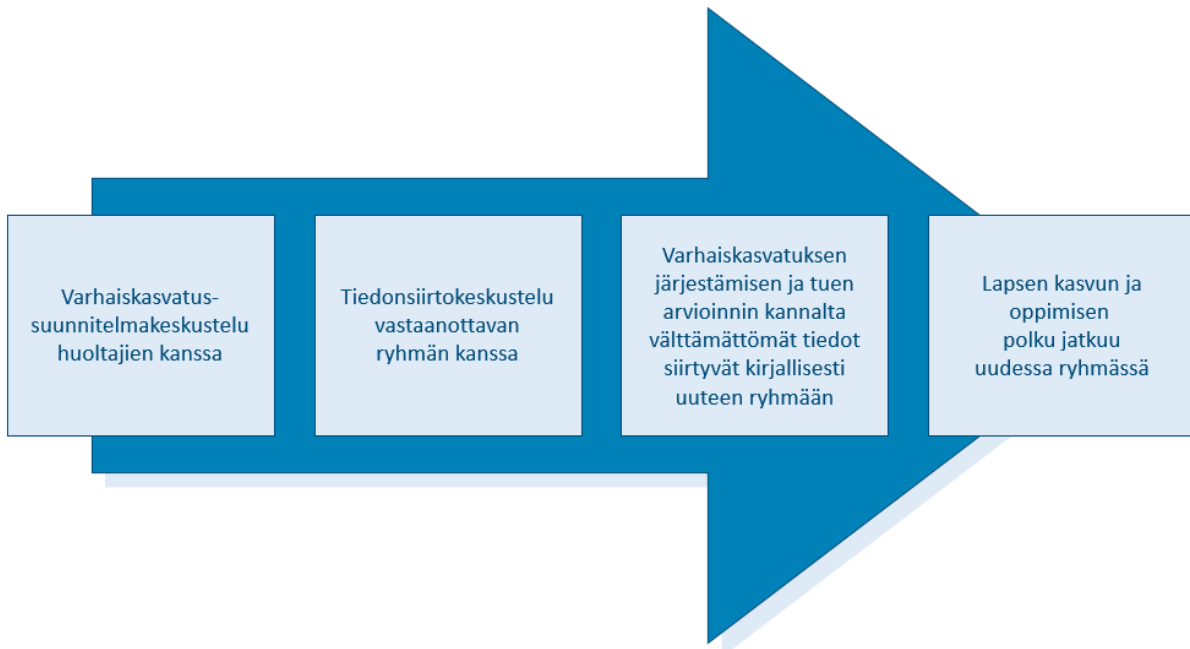 Varhaiskasvatus-
suunnitelmakeskustelu
huoltajien kanssa
Tiedonsiirtokeskustelu
vastaanottavan
ryhmän kanssa
Varhaiskasvatuksen
järjestämisen ja tuen
arvioinnin kannalta
välttämättömät tiedot
siirtyvät kirjallisesti
uuteen ryhmään
Lapsen kasvun ja
oppimisen
polku jatkuu
uudessa ryhmässä